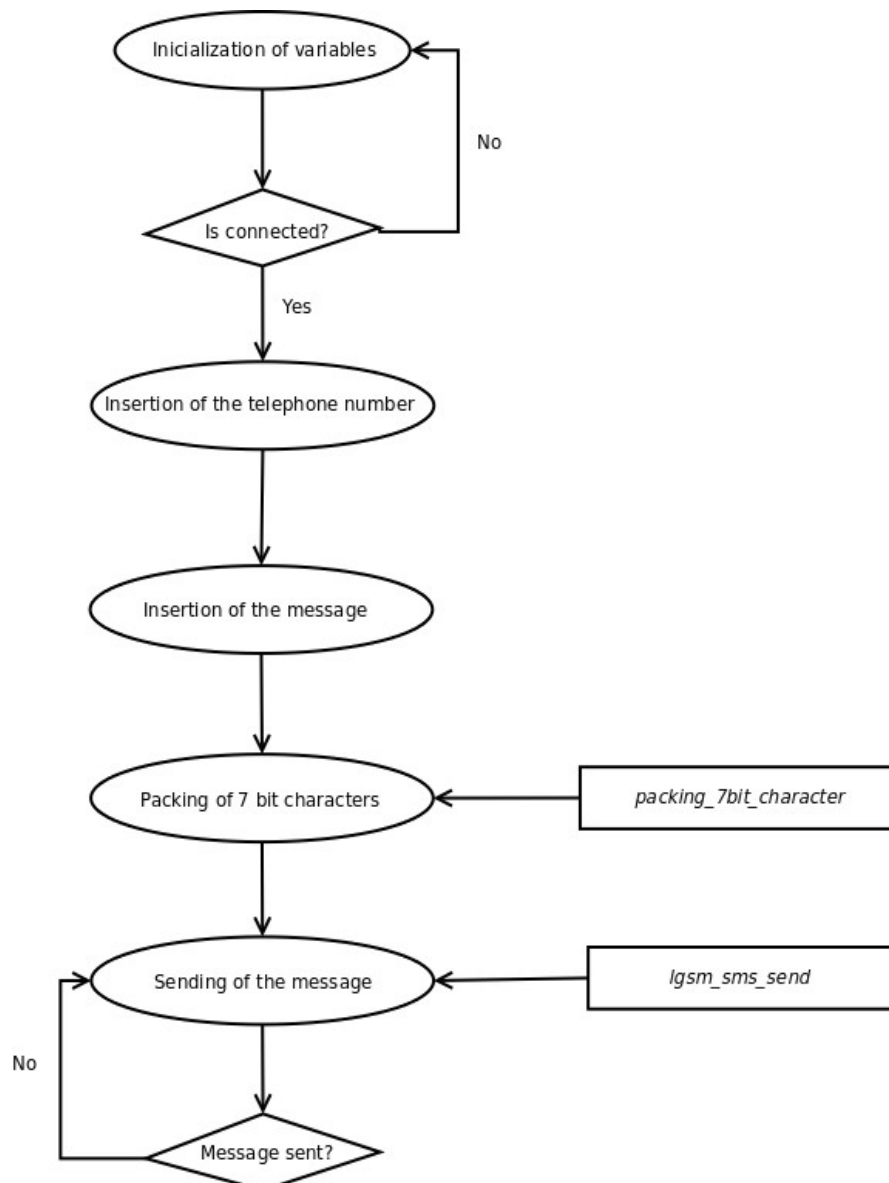 Inicialization of variables
No
Is connected?
Yes
Insertion of the telephone number
Insertion of the message
Packing of 7 bit characters
packing_7bit_character
Sending of the message
lgsm_sms_send
No
Message sent?